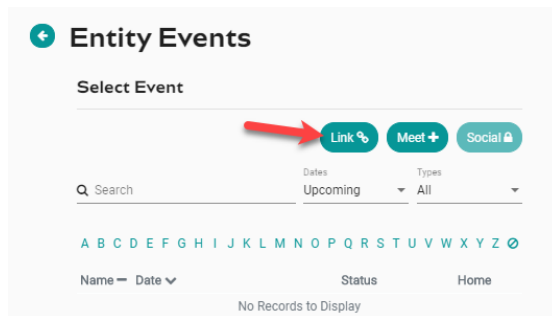 Entity Events
Select Event
Link Meet Social
Dates Types
Search Upcoming All
A B C D E F G H I J K L M N O P Q R S T U V W X Y Z
Name Date Status Home
No Records to Display